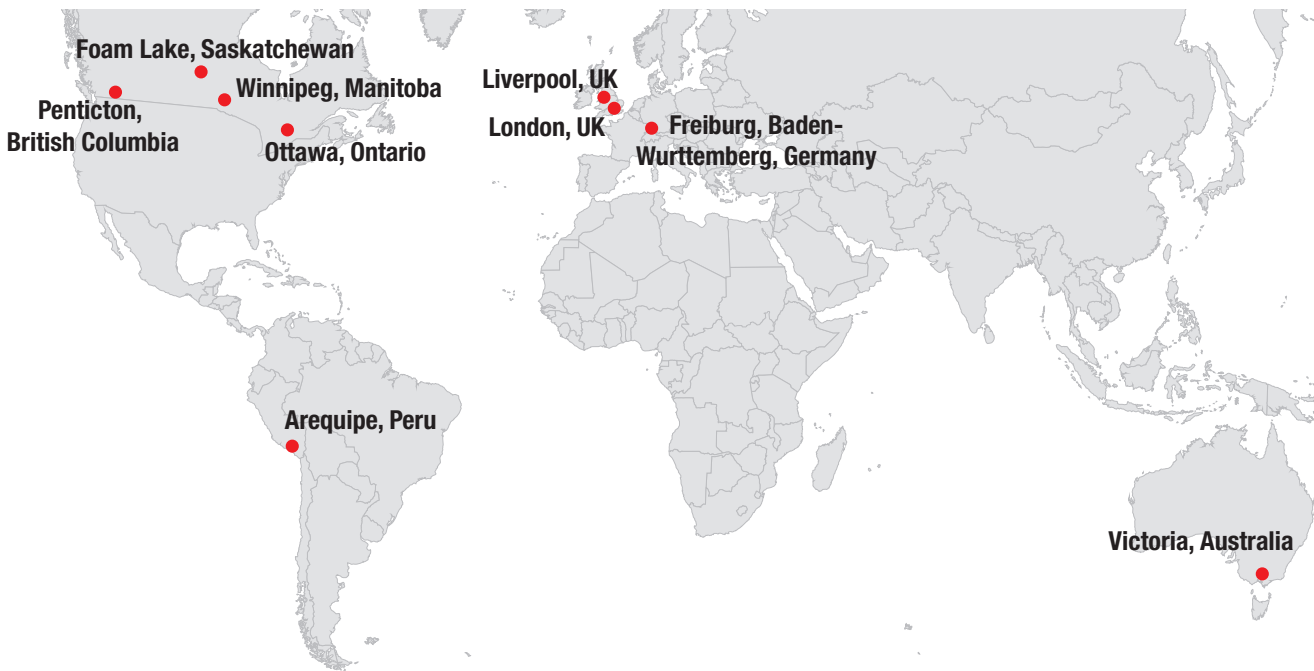 Foam Lake, Saskatchewan
Winnipeg, Manitoba
Penticton,
British Columbia
Ottawa, Ontario
Liverpool, UK
London, UK
Freiburg, Baden-
Wurttemberg, Germany
Arequipe, Peru
Victoria, Australia